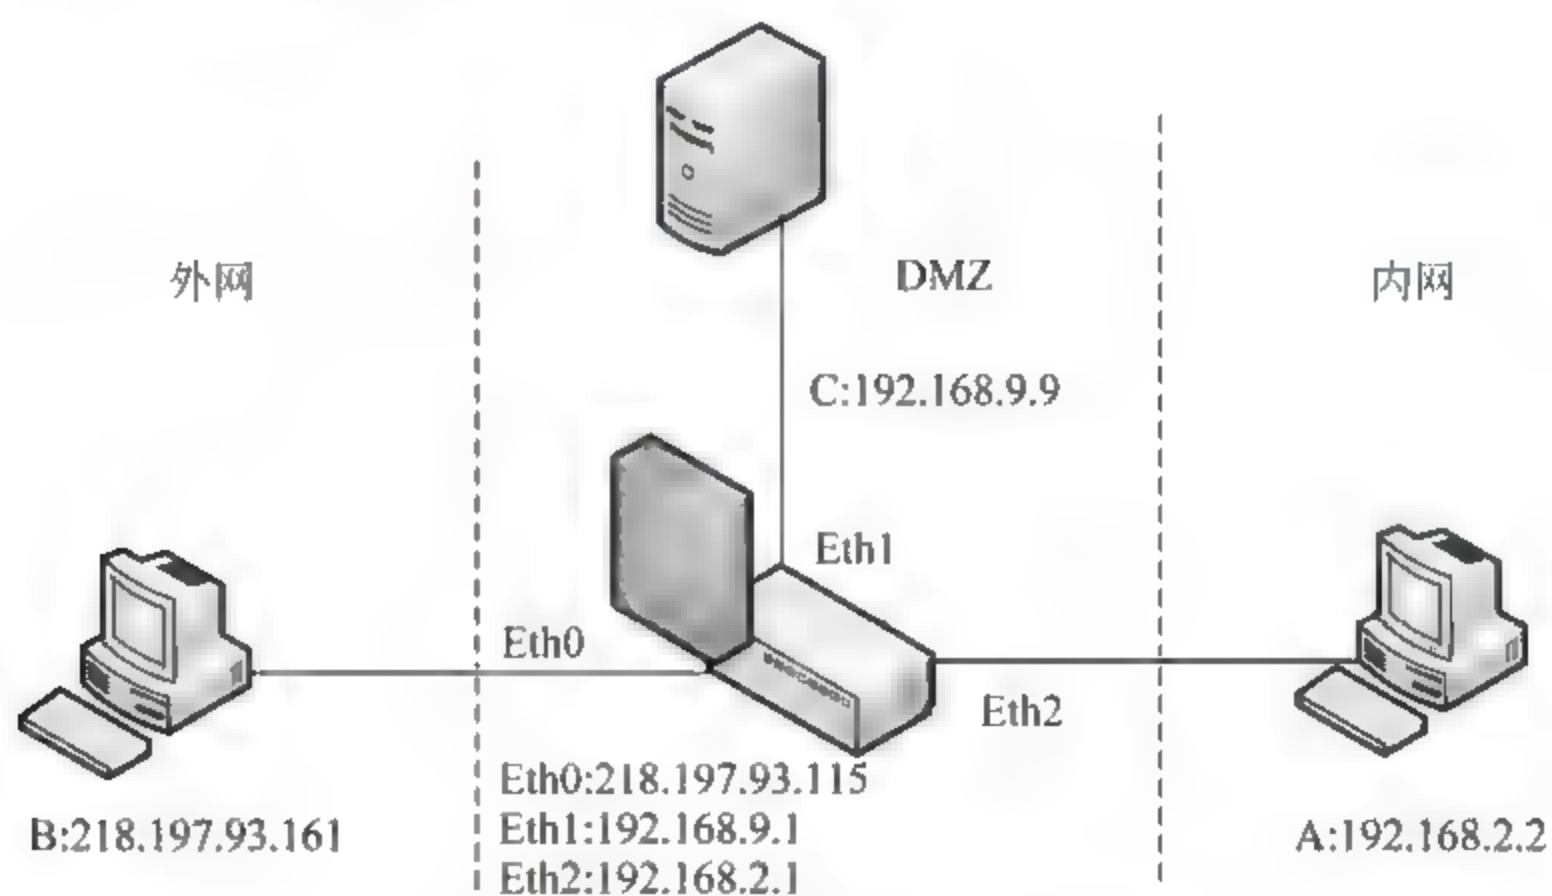 外网
DMZ
内网
C:192.168.9.9
Eth1
Eth0
Eth2
Eth0:218.197.93.115
Eth1:192.168.9.1
Eth2:192.168.2.1
B:218.197.93.161
A:192.168.2.2